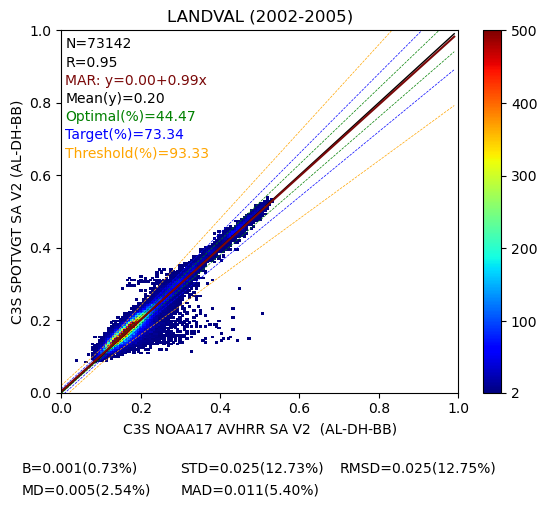 LANDVAL (2002-2005)
N=73142
R=0.95
MAR: y=0.00+0.99x
Mean(y)=0.20
Optimal(%)=44.47
Target(%)=73.34
Threshold(%)=93.33
C3S SPOTVGT SA V2 (AL-DH-BB)
1.0
0.8
0.6
0.4
0.2
0.0
0.0 0.2 0.4 0.6 0.8 1.0
C3S NOAA17 AVHRR SA V2 (AL-DH-BB)
500
400
300
200
100
2
B=0.001(0.73%) STD=0.025(12.73%) RMSD=0.025(12.75%)
MD=0.005(2.54%) MAD=0.011(5.40%)